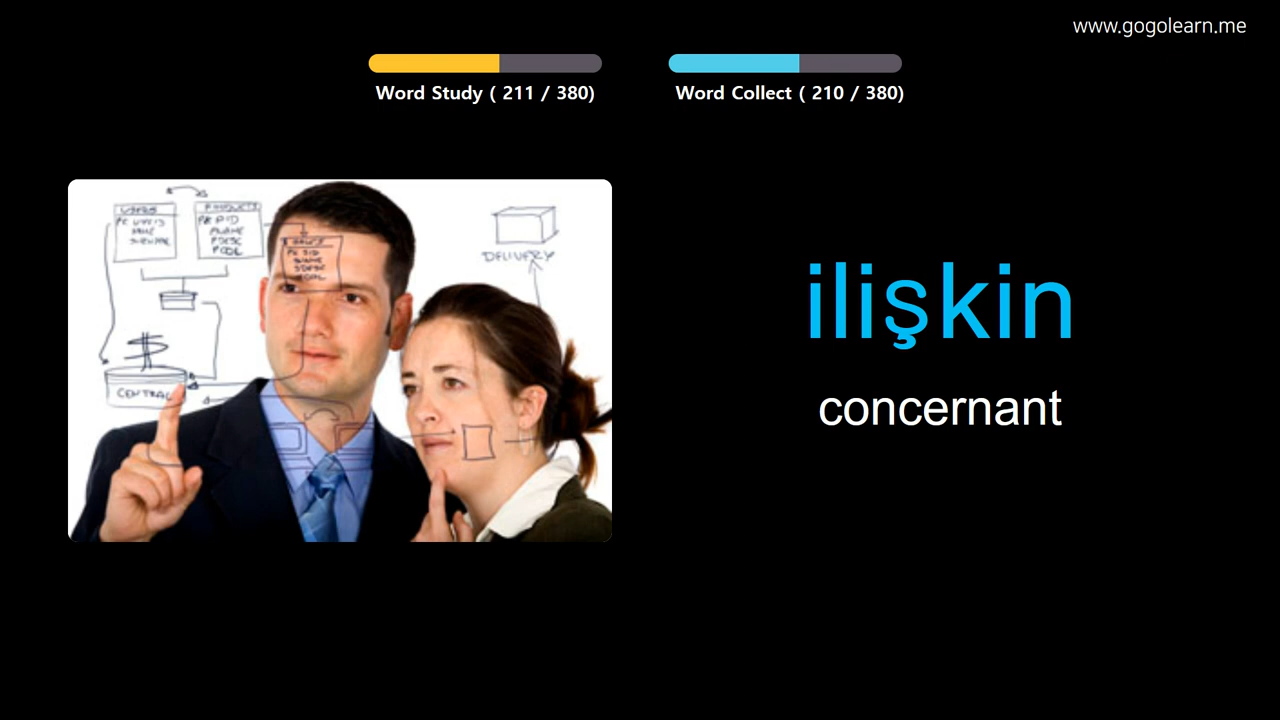 www.gogolearn.me
Word Study ( 211 / 380)
Word Collect ( 210 / 380)
DELIVERY
CENTRAL
ilişkin
concernant